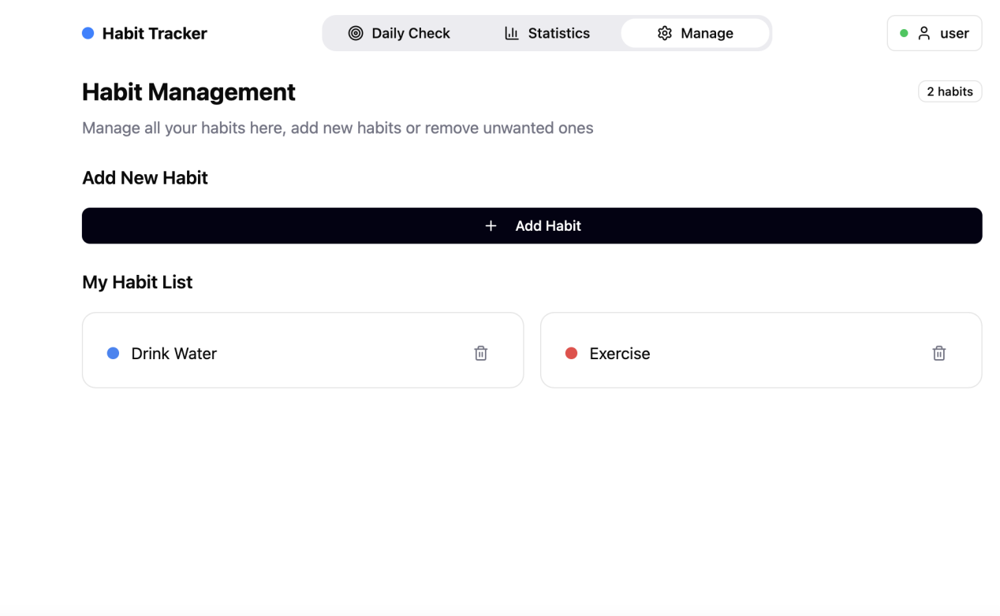 Habit Tracker
Daily Check
Statistics
Manage
user
Habit Management
2 habits
Manage all your habits here, add new habits or remove unwanted ones
Add New Habit
+ Add Habit
My Habit List
Drink Water
Exercise